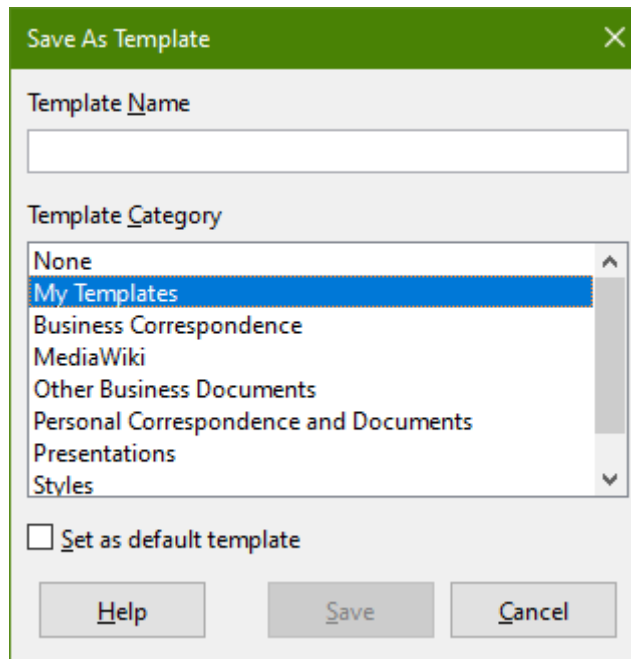 Save As Template
Template Name
Template Category
None
My Templates
Business Correspondence
MediaWiki
Other Business Documents
Personal Correspondence and Documents
Presentations
Styles
Set as default template
Help Save Cancel